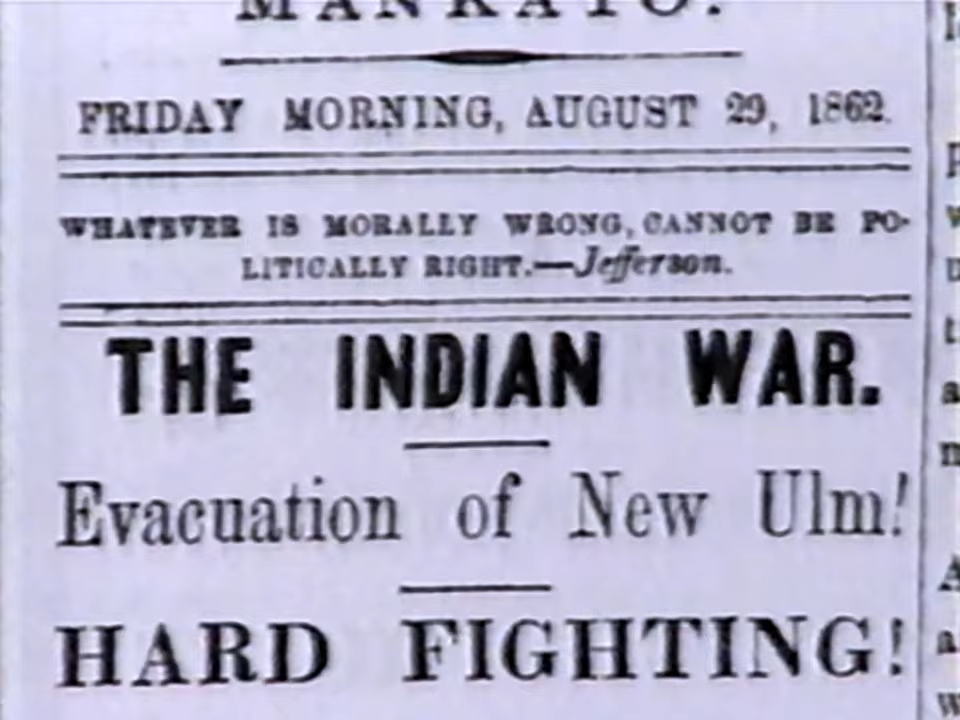 MANKATO.
FRIDAY MORNING, AUGUST 29, 1862.
WHATEVER IS MORALLY WRONG, CANNOT BE PO-
LITICALLY RIGHT.—Jefferson.
THE INDIAN WAR.
Evacuation of New Ulm!
HARD FIGHTING!